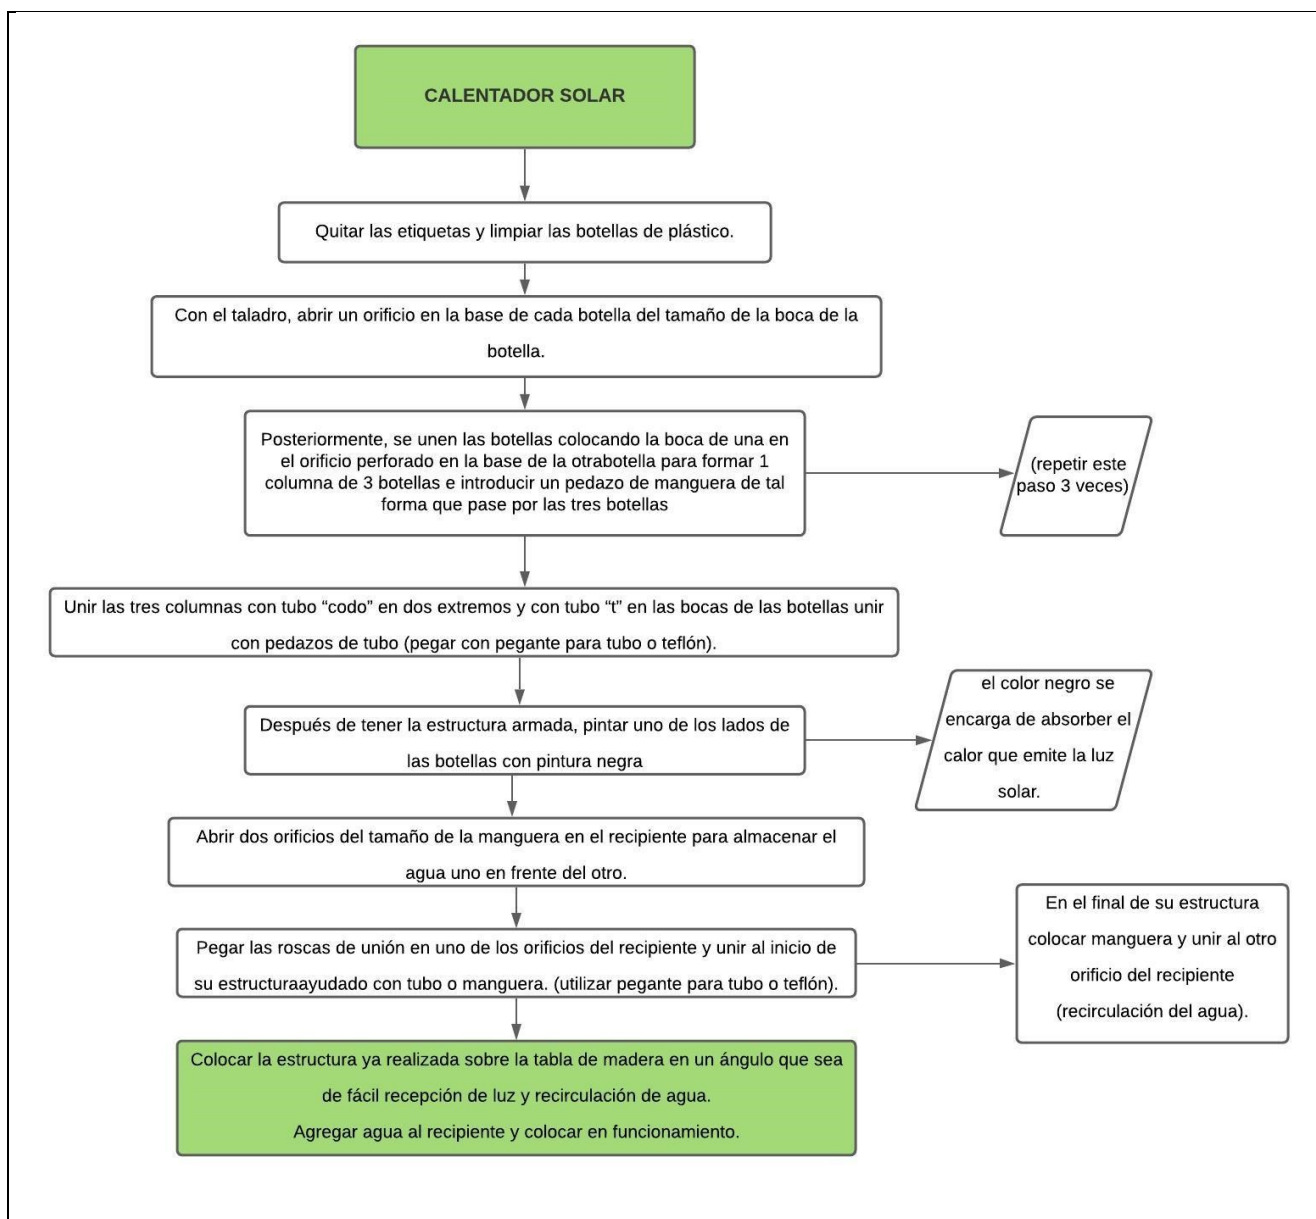 CALENTADOR SOLAR
Quitar las etiquetas y limpiar las botellas de plástico.
Con el taladro, abrir un orificio en la base de cada botella del tamaño de la boca de la
botella.
Posteriormente, se unen las botellas colocando la boca de una en
el orificio perforado en la base de la otrabotella para formar 1
columna de 3 botellas e introducir un pedazo de manguera de tal
forma que pase por las tres botellas
(repetir este
paso 3 veces)
Unir las tres columnas con tubo “codo” en dos extremos y con tubo “t” en las bocas de las botellas unir
con pedazos de tubo (pegar con pegante para tubo o teflón).
Después de tener la estructura armada, pintar uno de los lados de
las botellas con pintura negra
el color negro se
encarga de absorber el
calor que emite la luz
solar.
Abrir dos orificios del tamaño de la manguera en el recipiente para almacenar el
agua uno en frente del otro.
Pegar las roscas de unión en uno de los orificios del recipiente y unir al inicio de
su estructuraayudado con tubo o manguera. (utilizar pegante para tubo o teflón).
En el final de su estructura
colocar manguera y unir al otro
orificio del recipiente
(recirculación del agua).
Colocar la estructura ya realizada sobre la tabla de madera en un ángulo que sea
de fácil recepción de luz y recirculación de agua.
Agregar agua al recipiente y colocar en funcionamiento.